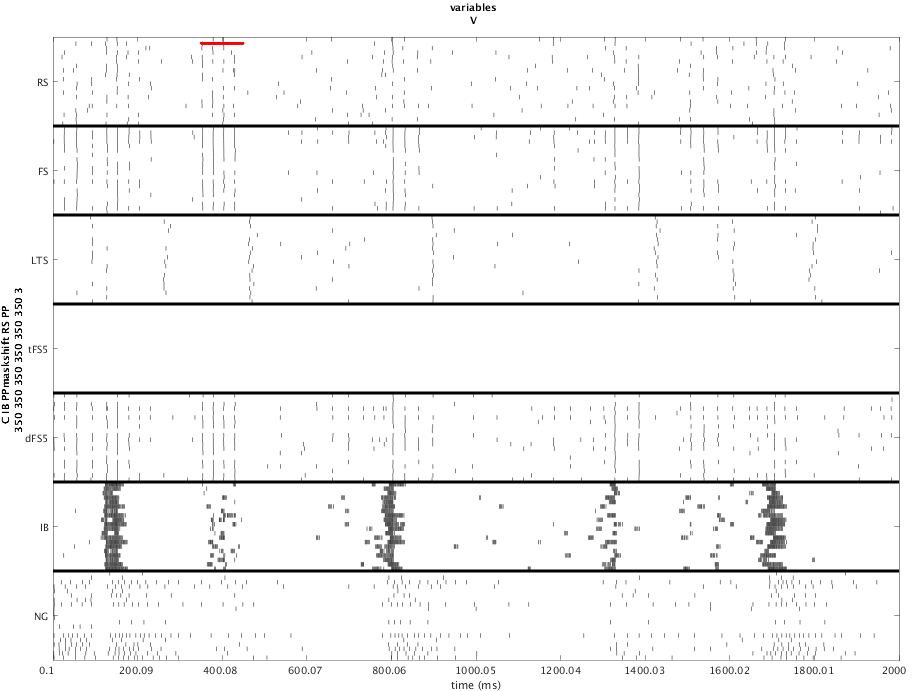 variables
V
RS
FS
LTS
tFS5
dFS5
IB
NG
C IB PPmaskshift RS PP
350 350 350 350 350 350 3
0.1 200.09 400.08 600.07 800.06 1000.05 1200.04 1400.03 1600.02 1800.01 2000
time (ms)